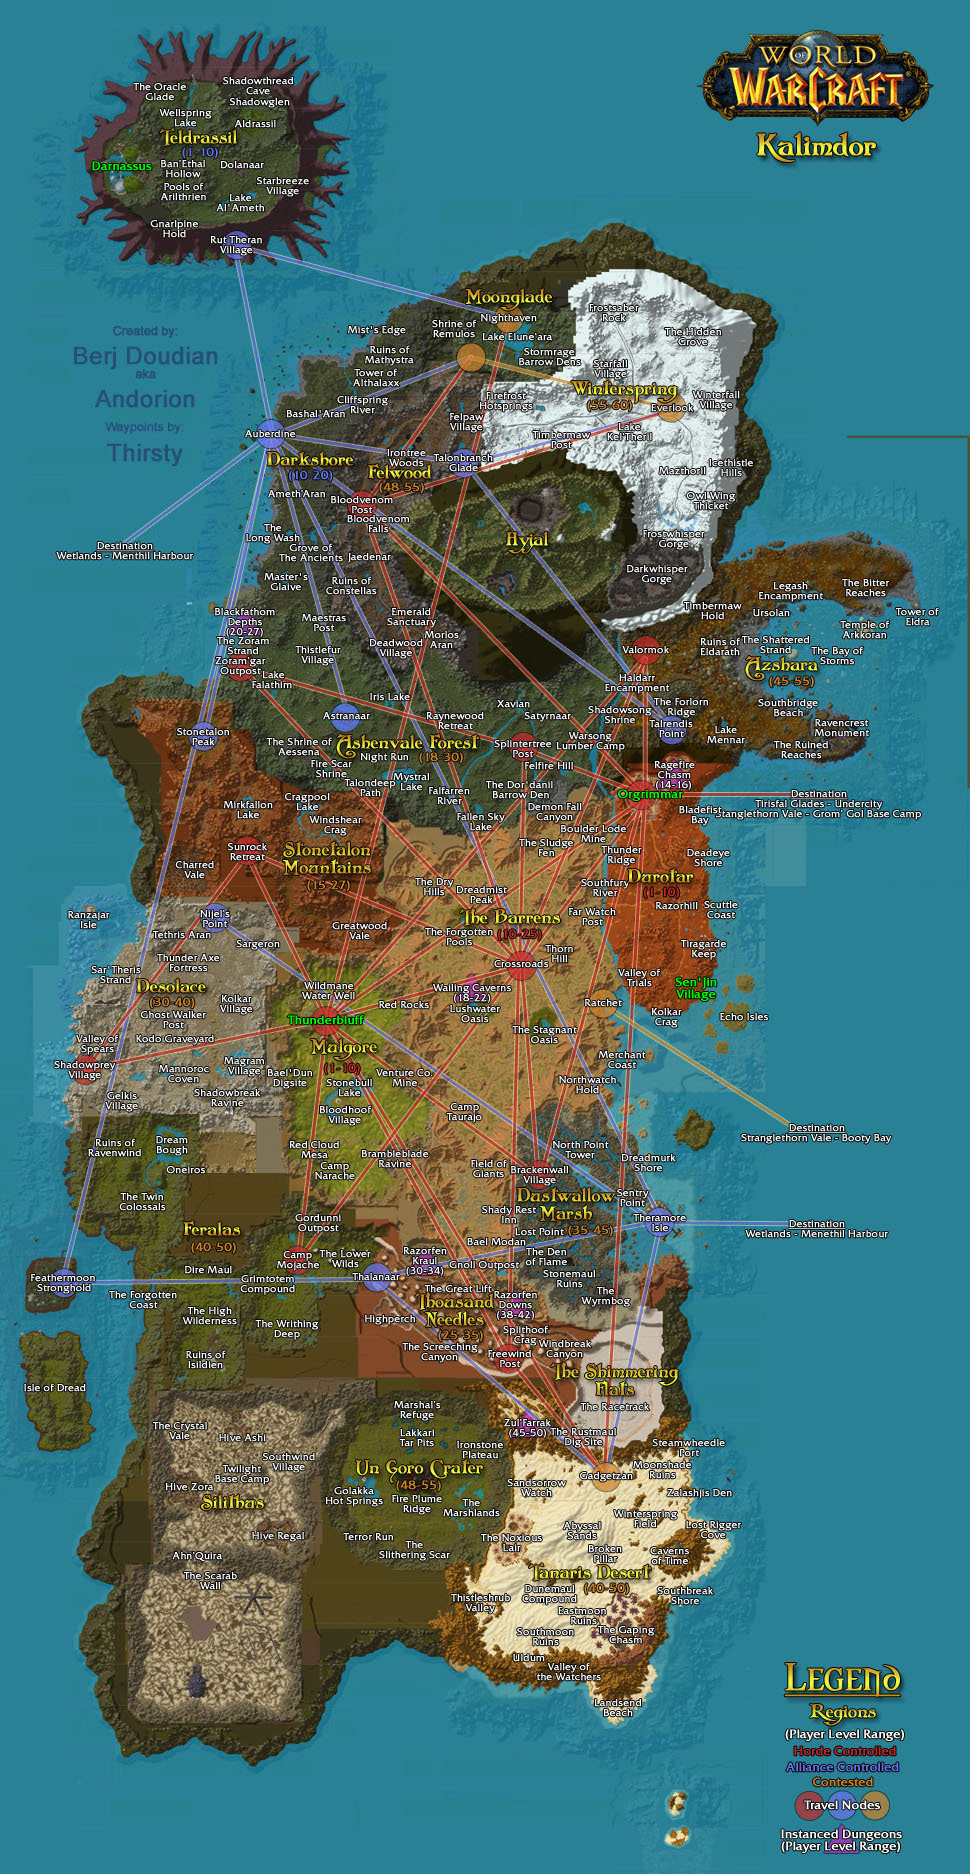 WORLD
OF
WARCRAFT
Kalimdor
The Oracle
Glade
Shadowthread
Cave
Shadowglen
Wellspring
Lake
Aldrassil
Teldrassil
(1-10)
Darnassus
Ban'Ethal
Hollow
Dolanaar
Pools of
Arilthrien
Starbreeze
Village
Lake
Al'Ameth
Gnarlpine
Hold
Rut Theran
Village
Created by:
Berj Doudian
aka
Andorion
Waypoints by:
Thirsty
Moonglade
Nighthaven
Mist's Edge
Shrine of
Remulos
Lake Elune'ara
Ruins of
Mathystra
Stormrage
Barrow Dens
Tower of
Althalaxx
Frostsaber
Rock
The Hidden
Grove
Starfall
Village
Winterspring
(55-60)
Winterfall
Village
Everlook
Cliffspring
River
Bashal'Aran
Firefrost
Hotsprings
Felpaw
Village
Lake
Kel'Theril
Timbermaw
Post
Auberdine
Darkshore
(10-20)
Irontree
Woods
Felwood
(48-55)
Talonbranch
Glade
Mazthoril
Icethistle
Hills
Owl Wing
Thicket
Ameth'Aran
Bloodvenom
Post
Bloodvenom
Falls
The
Long Wash
Grove of
The Ancients
Jaedenar
Hyjal
Frostwhisper
Gorge
Darkwhisper
Gorge
Destination
Wetlands - Menthil Harbour
Master's
Glaive
Ruins of
Constellas
Blackfathom
Depths
(20-27)
The Zoram
Strand
Zoram'gar
Outpost
Maestras
Post
Emerald
Sanctuary
Morlos
Aran
Deadwood
Village
Thistlefur
Village
Lake
Falathim
Iris Lake
Timbermaw
Hold
Legash
Encampment
Ursolan
The Bitter
Reaches
Tower of
Eldra
Temple of
Arkkoran
Ruins of
Eldarath
The Shattered
Strand
The Bay of
Storms
Azshara
(45-55)
Valormok
Haldarr
Encampment
The Forlorn
Ridge
Southbridge
Beach
Ravencrest
Monument
The Ruined
Reaches
Lake
Mennar
Talrendis
Point
Xavian
Satyrnaar
Shadowsong
Shrine
Warsong
Lumber Camp
Astranaar
Raynewood
Retreat
Stonetalon
Peak
The Shrine of
Aessena
Ashenvale Forest
(18-30)
Night Run
Splintertree
Post
Felfire Hill
Fire Scar
Shrine
Talondeep
Path
Mystral
Lake
Falfarren
River
The Dor'danil
Barrow Den
Ragefire
Chasm
(14-16)
Orgrimmar
Bladefist
Bay
Destination
Tirisfal Glades - Undercity
Stranglethorn Vale - Grom' Gol Base Camp
Mirkfallon
Lake
Cragpool
Lake
Windshear
Crag
Fallen Sky
Lake
Demon Fall
Canyon
Boulder Lode
Mine
The Sludge
Fen
Thunder
Ridge
Deadeye
Shore
Sunrock
Retreat
Stonetalon
Mountains
(15-27)
Charred
Vale
Durotar
(1-10)
Southfury
River
Razorhill
Scuttle
Coast
The Dry
Hills
Dreadmist
Peak
The Barrens
(10-25)
Far Watch
Post
Greatwood
Vale
The Forgotten
Pools
Thorn
Hill
Crossroads
Tiragarde
Keep
Valley of
Trials
Sen'Jin
Village
Ranzajar
Isle
Nijel's
Point
Tethris Aran
Sargeron
Thunder Axe
Fortress
Sar'Theris
Strand
Desolace
(30-40)
Ghost Walker
Post
Kolkar
Village
Kodo Graveyard
Valley of
Spears
Shadowprey
Village
Mannoroc
Coven
Magram
Village
Shadowbreak
Ravine
Gelkis
Village
Wildmane
Water Well
Red Rocks
Thunderbluff
Mulgore
(1-10)
Wailing Caverns
(18-22)
Lushwater
Oasis
The Stagnant
Oasis
Ratchet
Kolkar
Crag
Echo Isles
Bael'Dun
Digsite
Stonebull
Lake
Venture Co.
Mine
Merchant
Coast
Northwatch
Hold
Bloodhoof
Village
Camp
Taurajo
Destination
Stranglethorn Vale - Booty Bay
Ruins of
Ravenwind
Dream
Bough
Oneiros
Red Cloud
Mesa
Camp
Narache
Brambleblade
Ravine
Field of
Giants
Brackenwall
Village
North Point
Tower
Dreadmurk
Shore
The Twin
Colossals
Feralas
(40-50)
Gordunni
Outpost
Dustwallow
Marsh
(35-45)
Sentry
Point
Shady Rest
Inn
Lost Point
Theramore
Isle
Destination
Wetlands - Menethil Harbour
Bael Modan
The Den
of Flame
Camp
Mojache
The Lower
Wilds
Razorfen
Kraul
(30-34)
Gnoll Outpost
Dire Maul
Grimtotem
Compound
Thalanaar
Stonemaul
Ruins
The
Wyrmbog
Feathermoon
Stronghold
The Forgotten
Coast
The High
Wilderness
The Writhing
Deep
The Great Lift
Razorfen
Downs
(38-42)
Thousand
Needles
(25-35)
Highperch
Splithoof
Crag
Windbreak
Canyon
The Screeching
Canyon
Freewind
Post
Ruins of
Isildien
Isle of Dread
The Shimmering
Flats
The Racetrack
Marshal's
Refuge
Zul'Farrak
(45-50)
The Rustmaul
Dig Site
The Crystal
Vale
Hive Ashi
Lakkari
Tar Pits
Ironstone
Plateau
Steamwheedle
Port
Southwind
Village
Twilight
Base Camp
Hive Zora
Silithus
Un Goro Crater
(48-55)
Gadgetzan
Moonshade
Ruins
Zalashjis Den
Sandsorrow
Watch
Golakka
Hot Springs
Fire Plume
Ridge
The
Marshlands
Winterspring
Field
Lost Rigger
Cove
Hive Regal
Terror Run
The
Slithering Scar
The Noxious
Lair
Abyssal
Sands
Broken
Pillar
Caverns
of Time
Ahn'Quira
The Scarab
Wall
Tanaris Desert
(40-50)
Dunemaul
Compound
Southbreak
Shore
Thistleshrub
Valley
Eastmoon
Ruins
Southmoon
Ruins
The Gaping
Chasm
Uldum
Valley of
the Watchers
Landsend
Beach
LEGEND
Regions
(Player Level Range)
Horde Controlled
Alliance Controlled
Contested
Travel Nodes
Instanced Dungeons
(Player Level Range)